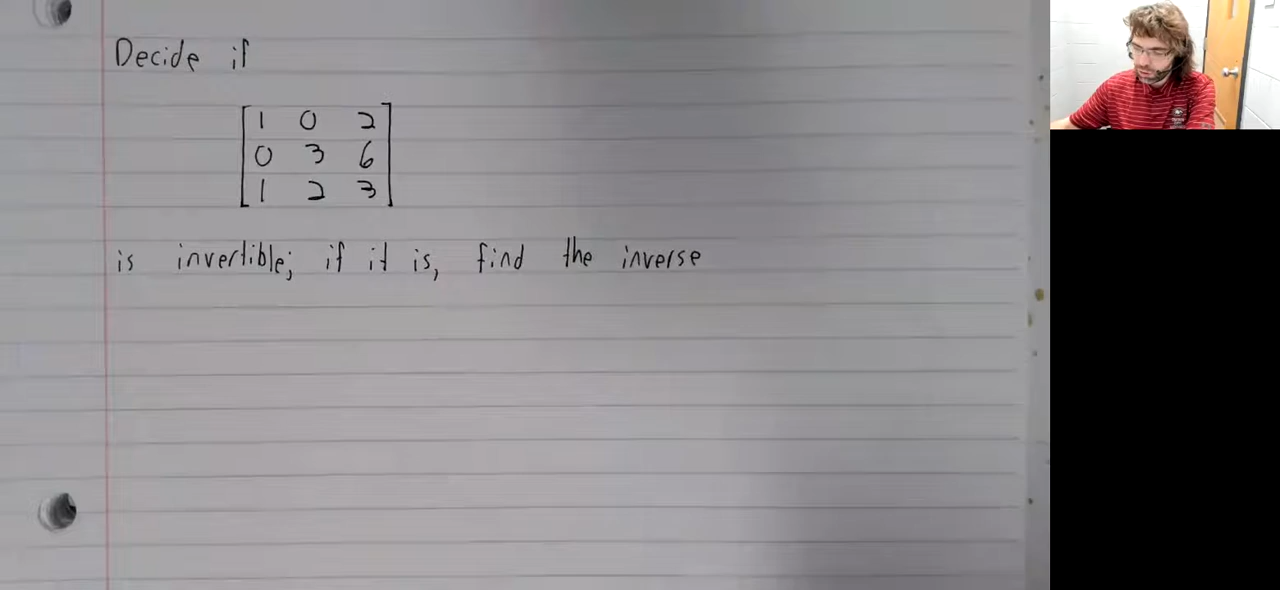 Decide if
1 0 2
0 3 6
1 2 3
is invertible; if it is, find the inverse